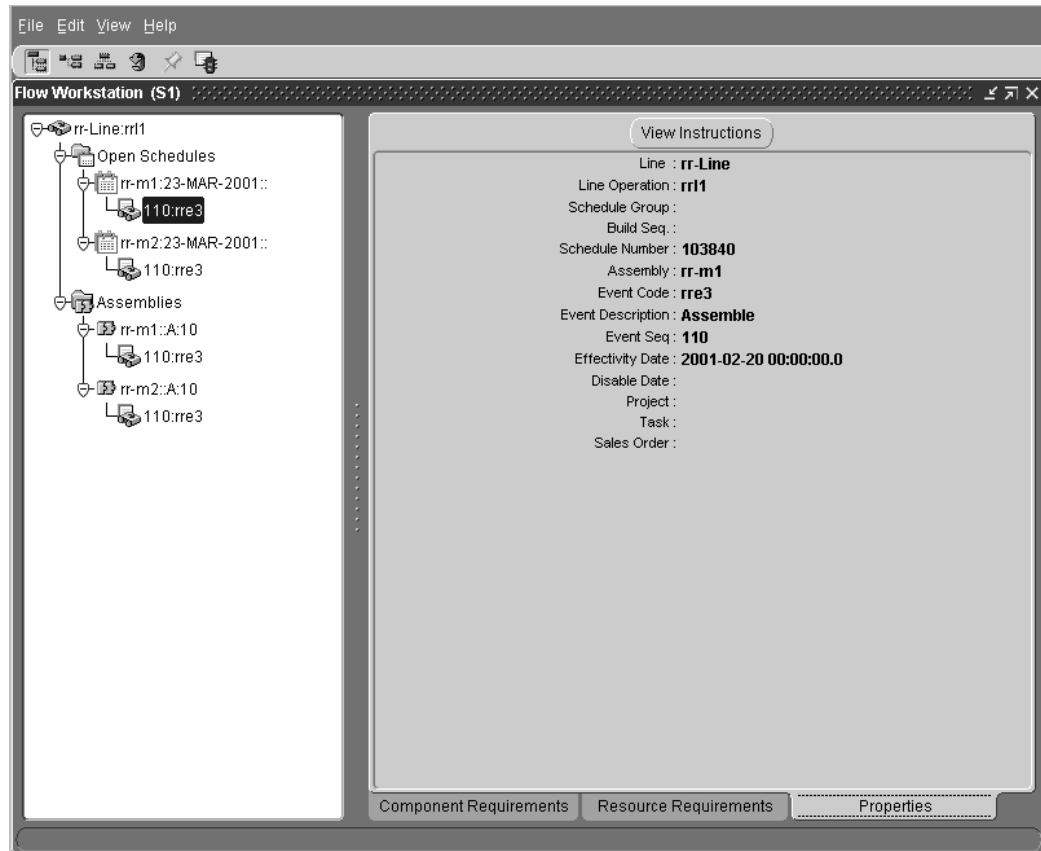 File Edit View Help
Flow Workstation (S1)
rr-Line:rrl1
Open Schedules
rr-m1:23-MAR-2001::
110:rre3
rr-m2:23-MAR-2001::
110:rre3
Assemblies
rr-m1::A:10
110:rre3
rr-m2::A:10
110:rre3
View Instructions
Line : rr-Line
Line Operation : rrl1
Schedule Group :
Build Seq. :
Schedule Number : 103840
Assembly : rr-m1
Event Code : rre3
Event Description : Assemble
Event Seq : 110
Effectivity Date : 2001-02-20 00:00:00.0
Disable Date :
Project :
Task :
Sales Order :
Component Requirements Resource Requirements Properties